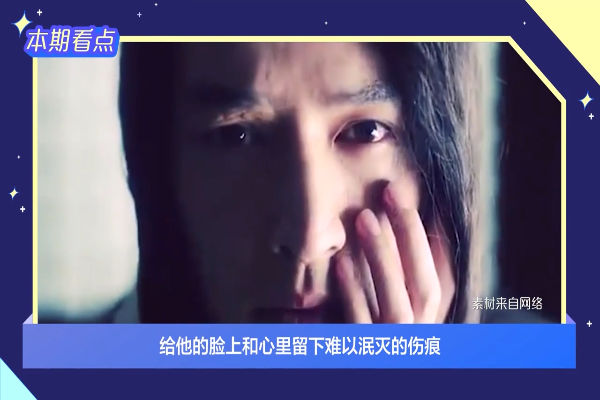 本期看点
素材来自网络
给他的脸上和心里留下难以泯灭的伤痕